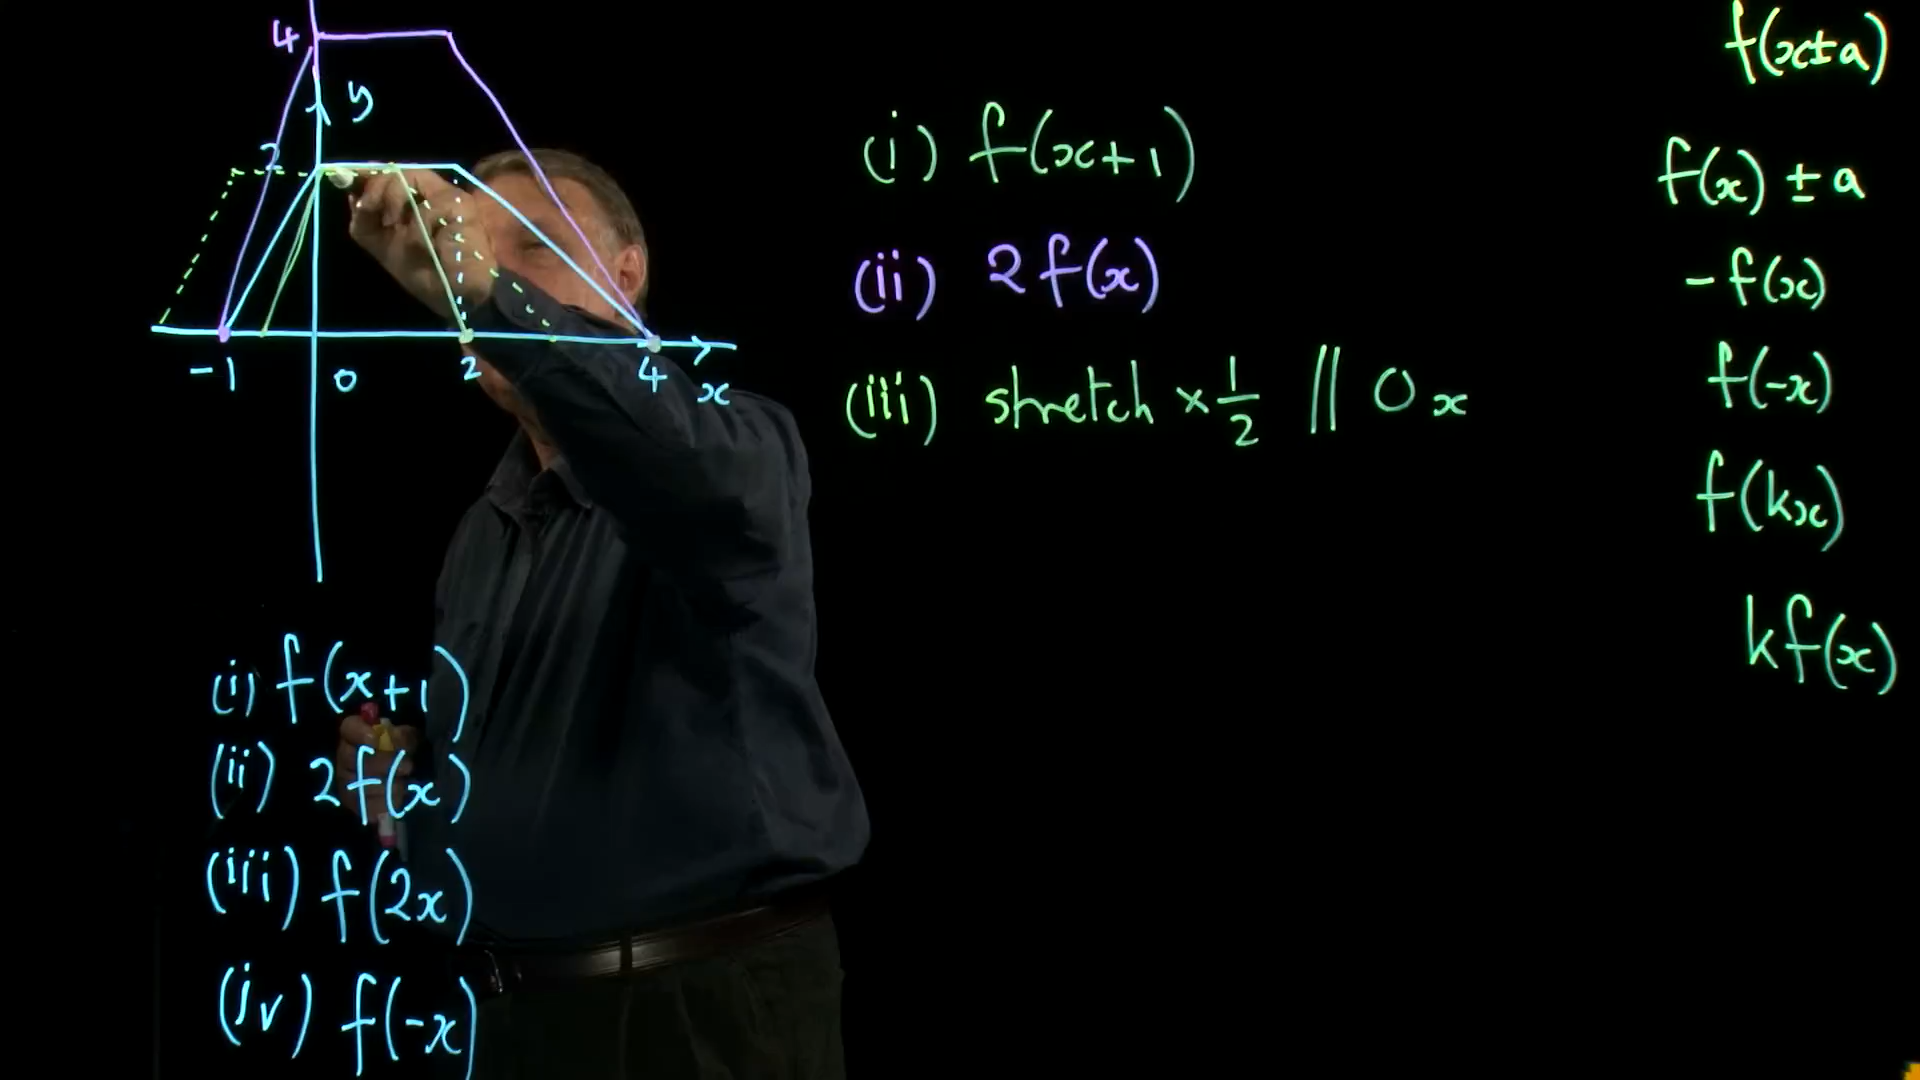 4
y
2
-1 0 2 4 x
(i) f(x+1)
(ii) 2f(x)
(iii) f(2x)
(iv) f(-x)
(i) f(x+1)
(ii) 2f(x)
(iii) stretch × 1/2 // Ox
f(x±a)
f(x) ± a
-f(x)
f(-x)
f(kx)
kf(x)